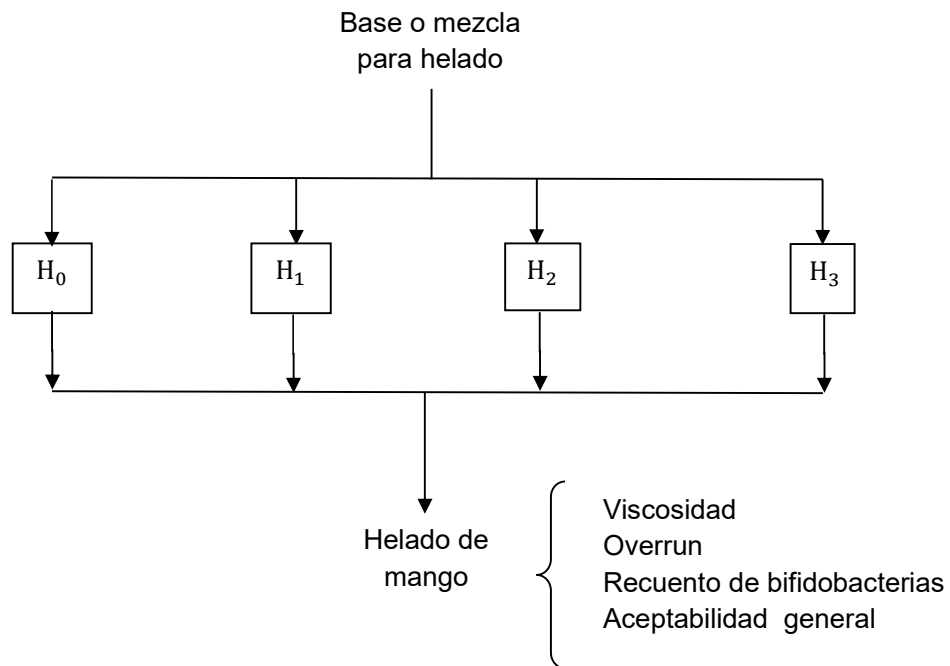 Base o mezcla
para helado
H₀
H₁
H₂
H₃
Helado de
mango
Viscosidad
Overrun
Recuento de bifidobacterias
Aceptabilidad general